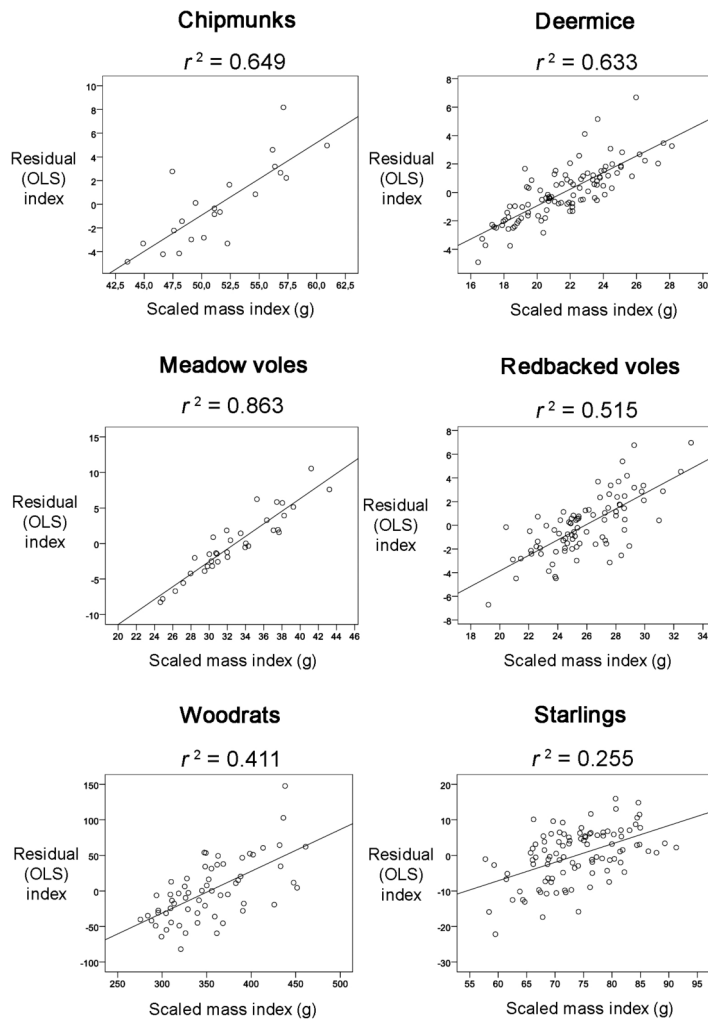 Chipmunks
r² = 0.649
Residual
(OLS)
index
10
8
6
4
2
0
-2
-4
42,5 45,0 47,5 50,0 52,5 55,0 57,5 60,0 62,5
Scaled mass index (g)
Deermice
r² = 0.633
Residual
(OLS)
index
8
6
4
2
0
-2
-4
-6
16 18 20 22 24 26 28 30
Scaled mass index (g)
Meadow voles
r² = 0.863
Residual
(OLS)
index
15
10
5
0
-5
-10
20 22 24 26 28 30 32 34 36 38 40 42 44 46
Scaled mass index (g)
Redbacked voles
r² = 0.515
Residual
(OLS)
index
8
6
4
2
0
-2
-4
-6
-8
18 20 22 24 26 28 30 32 34
Scaled mass index (g)
Woodrats
r² = 0.411
Residual
(OLS)
index
150
100
50
0
-50
-100
250 300 350 400 450 500
Scaled mass index (g)
Starlings
r² = 0.255
Residual
(OLS)
index
20
10
0
-10
-20
-30
55 60 65 70 75 80 85 90 95
Scaled mass index (g)